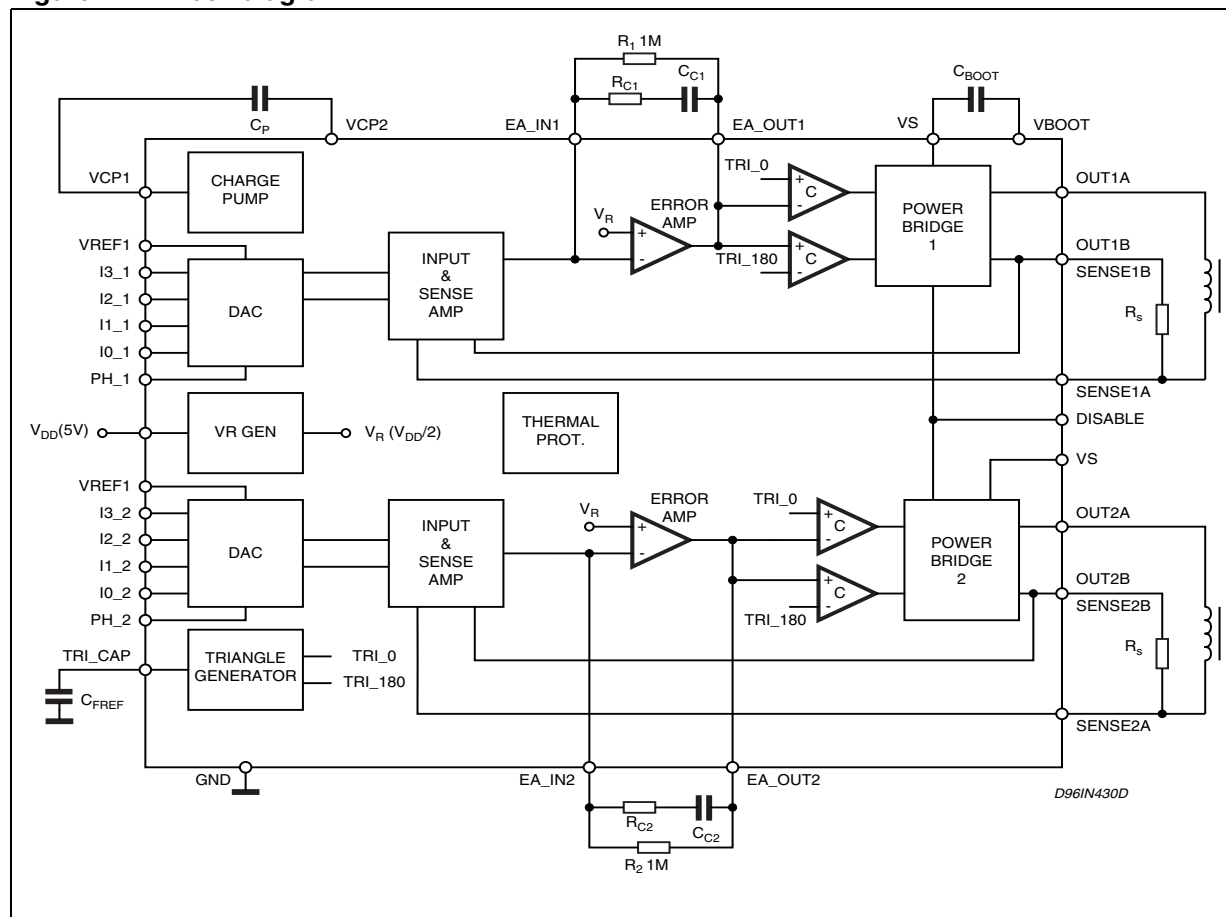 R1 1M
RC1
CC1
CBOOT
CP
VCP2
EA_IN1
EA_OUT1
VS
VBOOT
VCP1
CHARGE
PUMP
TRI_0
+
-
C
POWER
BRIDGE
1
OUT1A
VREF1
I3_1
I2_1
I1_1
I0_1
PH_1
DAC
INPUT
&
SENSE
AMP
VR
+
-
ERROR
AMP
TRI_180
+
-
C
OUT1B
SENSE1B
Rs
SENSE1A
VDD(5V)
VR GEN
VR (VDD/2)
THERMAL
PROT.
DISABLE
VS
VREF1
I3_2
I2_2
I1_2
I0_2
PH_2
DAC
INPUT
&
SENSE
AMP
VR
+
-
ERROR
AMP
TRI_0
+
-
C
TRI_180
+
-
C
POWER
BRIDGE
2
OUT2A
OUT2B
SENSE2B
Rs
SENSE2A
TRI_CAP
TRIANGLE
GENERATOR
TRI_0
TRI_180
CFREF
GND
EA_IN2
EA_OUT2
RC2
CC2
R2 1M
D96IN430D